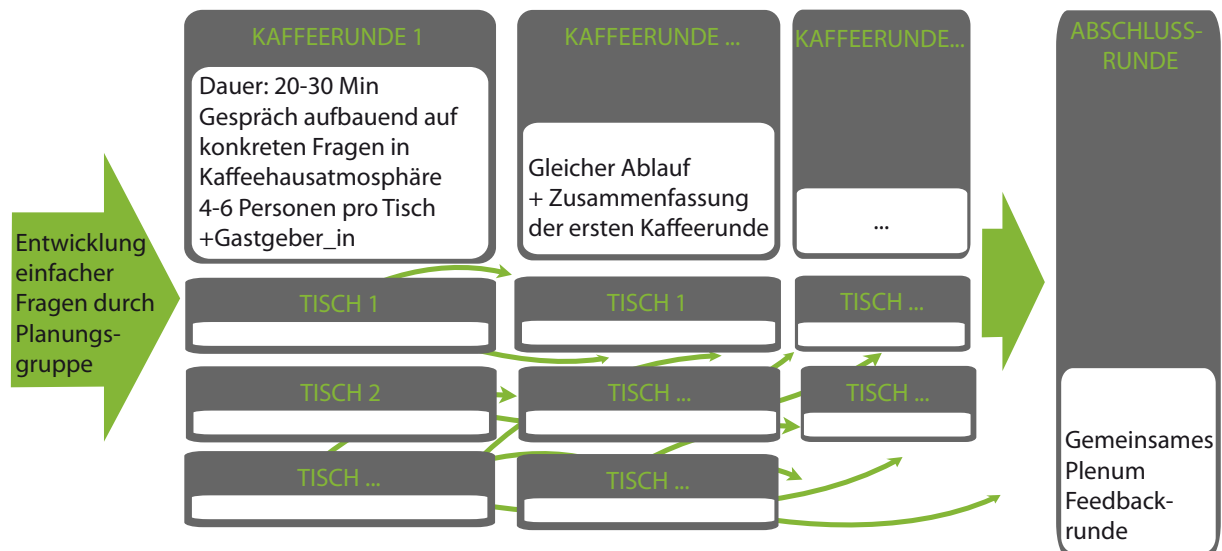 Entwicklung
einfacher
Fragen durch
Planungs-
gruppe
KAFFEERUNDE 1
Dauer: 20-30 Min
Gespräch aufbauend auf
konkreten Fragen in
Kaffeehausatmosphäre
4-6 Personen pro Tisch
+Gastgeber_in
TISCH 1
TISCH 2
TISCH ...
KAFFEERUNDE ...
Gleicher Ablauf
+ Zusammenfassung
der ersten Kaffeerunde
TISCH 1
TISCH ...
TISCH ...
KAFFEERUNDE...
...
TISCH ...
TISCH ...
ABSCHLUSS-
RUNDE
Gemeinsames
Plenum
Feedback-
runde